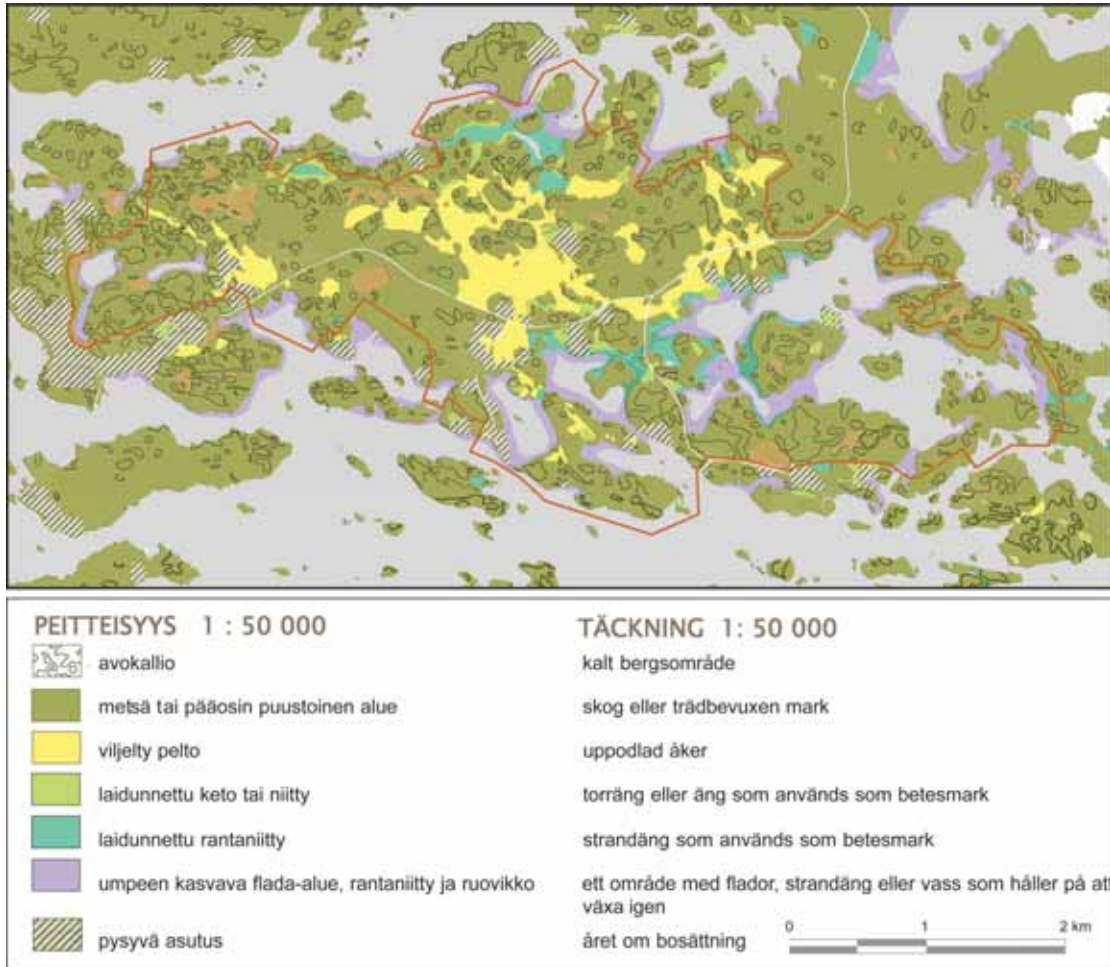 PEITTEISYYS 1 : 50 000
TÄCKNING 1: 50 000
avokallio
kalt bergsområde
metsä tai pääosin puustoinen alue
skog eller trädbevuxen mark
viljelty pelto
uppodlad åker
laidunnettu keto tai niitty
torräng eller äng som används som betesmark
laidunnettu rantaniitty
strandäng som används som betesmark
umpeen kasvava flada-alue, rantaniitty ja ruovikko
ett område med flador, strandäng eller vass som håller på att
växa igen
pysyvä asutus
året om bosättning
0 1 2 km